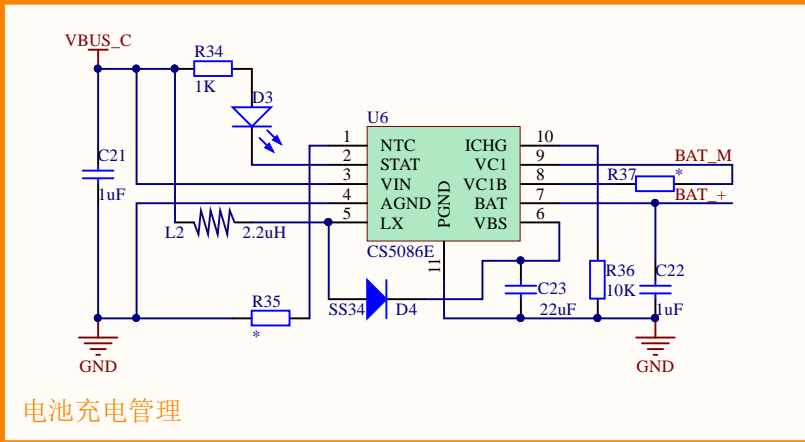 VBUS_C
R34
1K
D3
U6
C21
1uF
1
NTC
ICHG
10
2
STAT
VC1
9
BAT_M
3
VIN
VC1B
8
R37
*
4
AGND
BAT
7
BAT_+
5
LX
VBS
6
PGND
11
CS5086E
L2
2.2uH
SS34
D4
C23
22uF
R36
10K
C22
1uF
R35
*
GND
GND
电池充电管理